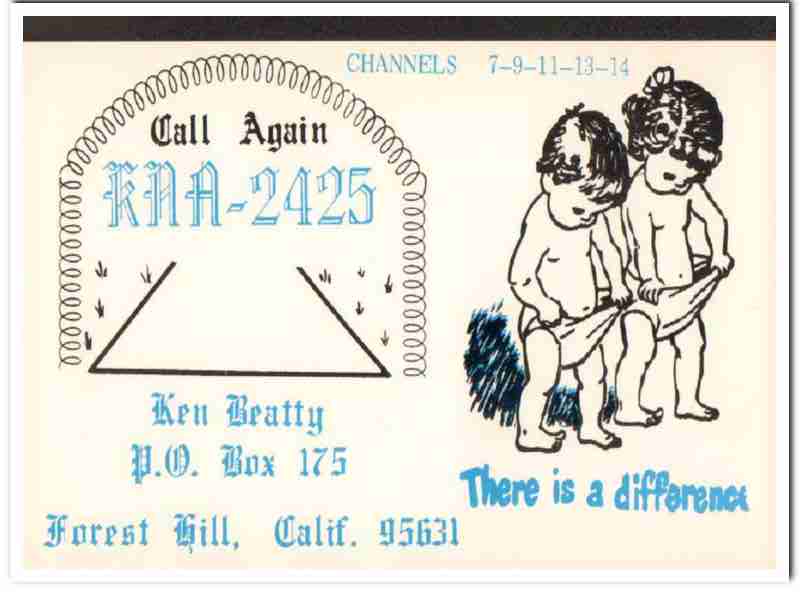 CHANNELS 7-9-11-13-14
Call Again
KNA-2425
Ken Beatty
P.O. Box 175
Forest Hill, Calif. 95631
There is a difference